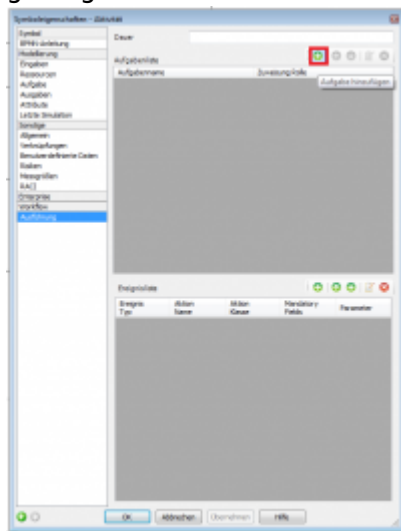 Symboleigenschaften - Aktivität
Symbol
BPMN-Anleitung
Modellierung
Eingaben
Ressourcen
Aufgabe
Ausgaben
Attribute
Letzte Simulation
Sonstige
Allgemein
Verknüpfungen
Benutzerdefinierte Daten
Risiken
Messgrößen
RACI
Enterprise
Workflow
Ausführung
Dauer
Aufgabenliste
Aufgabenname
Zuweisung Rolle
Aufgabe hinzufügen
Ereignisliste
Ereignis Typ
Aktion Name
Aktion Klasse
Mandatory Fields
Parameter
OK
Abbrechen
Übernehmen
Hilfe